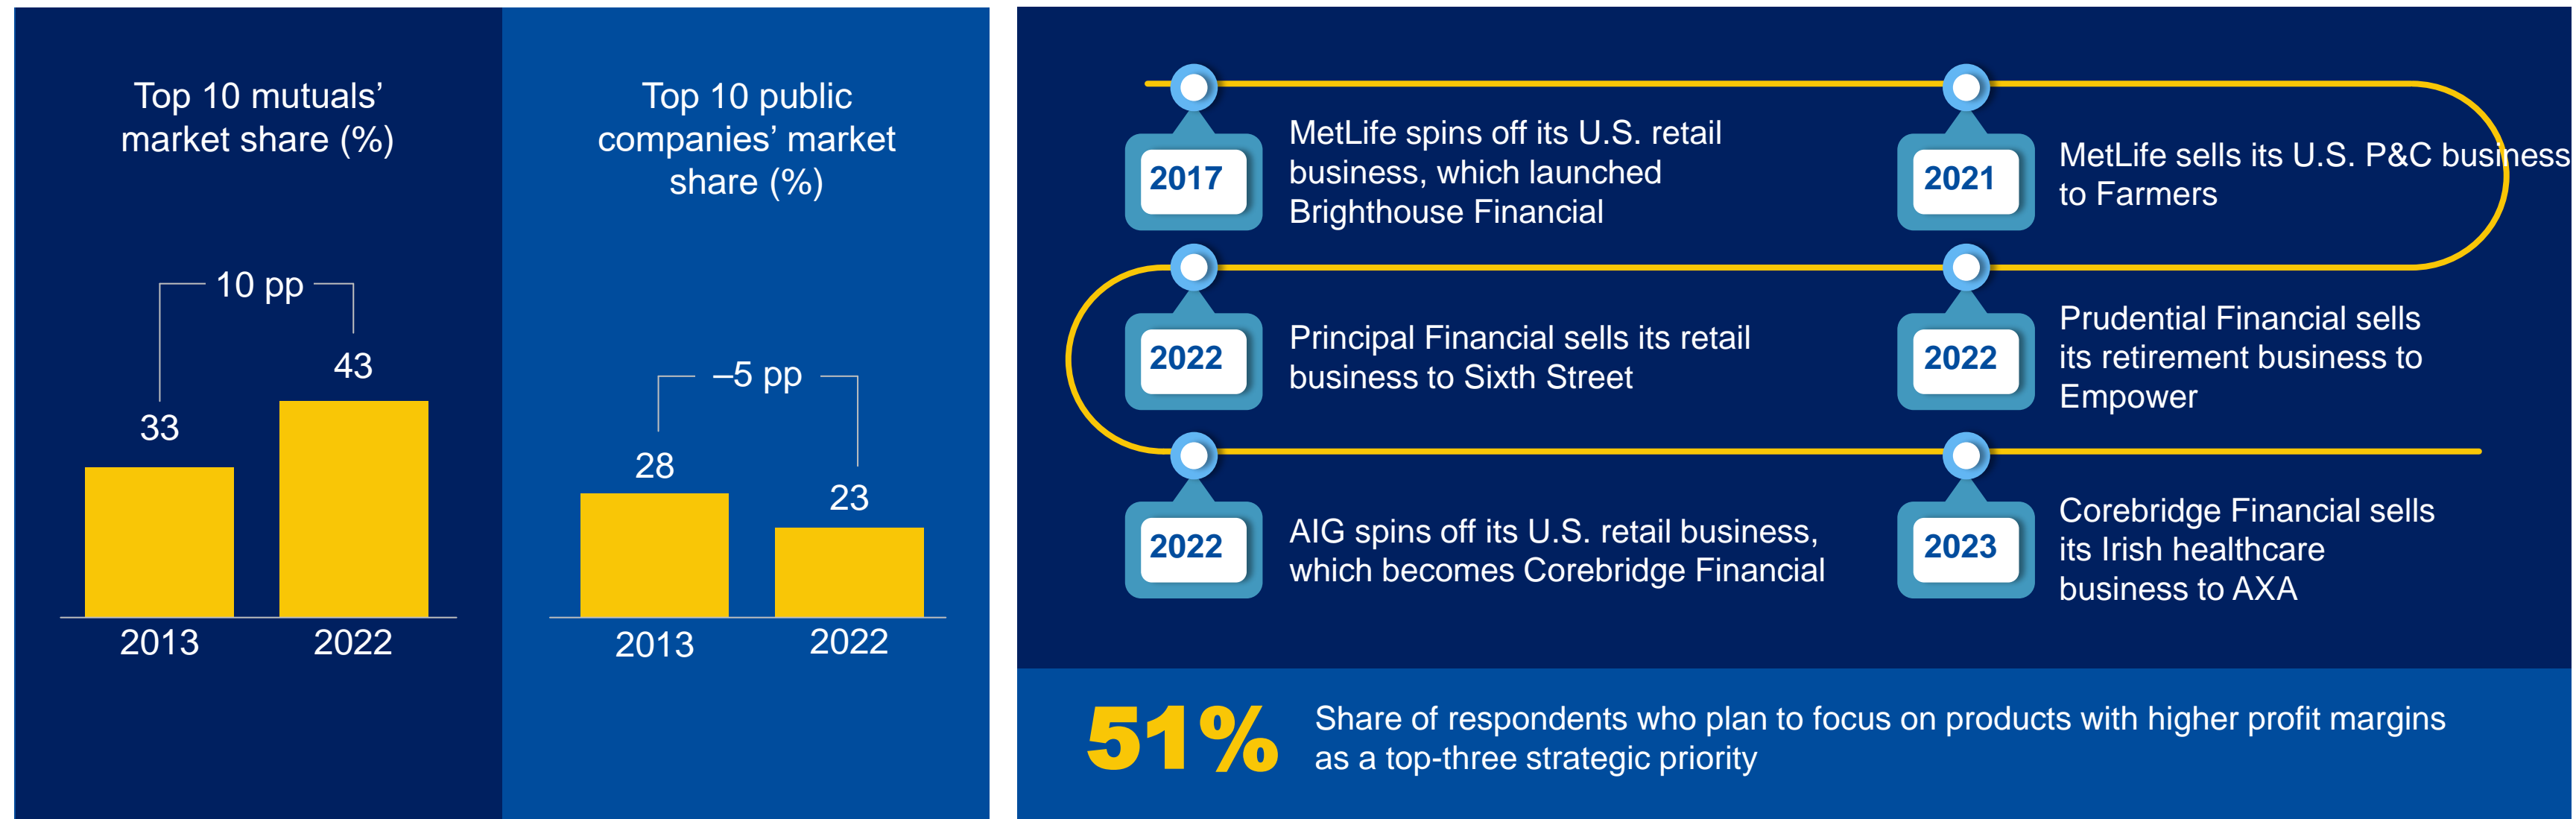 Top 10 mutuals’
market share (%)
10 pp
33
43
2013
2022
Top 10 public
companies’ market
share (%)
–5 pp
28
23
2013
2022
2017
MetLife spins off its U.S. retail
business, which launched
Brighthouse Financial
2021
MetLife sells its U.S. P&C business
to Farmers
2022
Principal Financial sells its retail
business to Sixth Street
2022
Prudential Financial sells
its retirement business to
Empower
2022
AIG spins off its U.S. retail business,
which becomes Corebridge Financial
2023
Corebridge Financial sells
its Irish healthcare
business to AXA
51%
Share of respondents who plan to focus on products with higher profit margins
as a top-three strategic priority